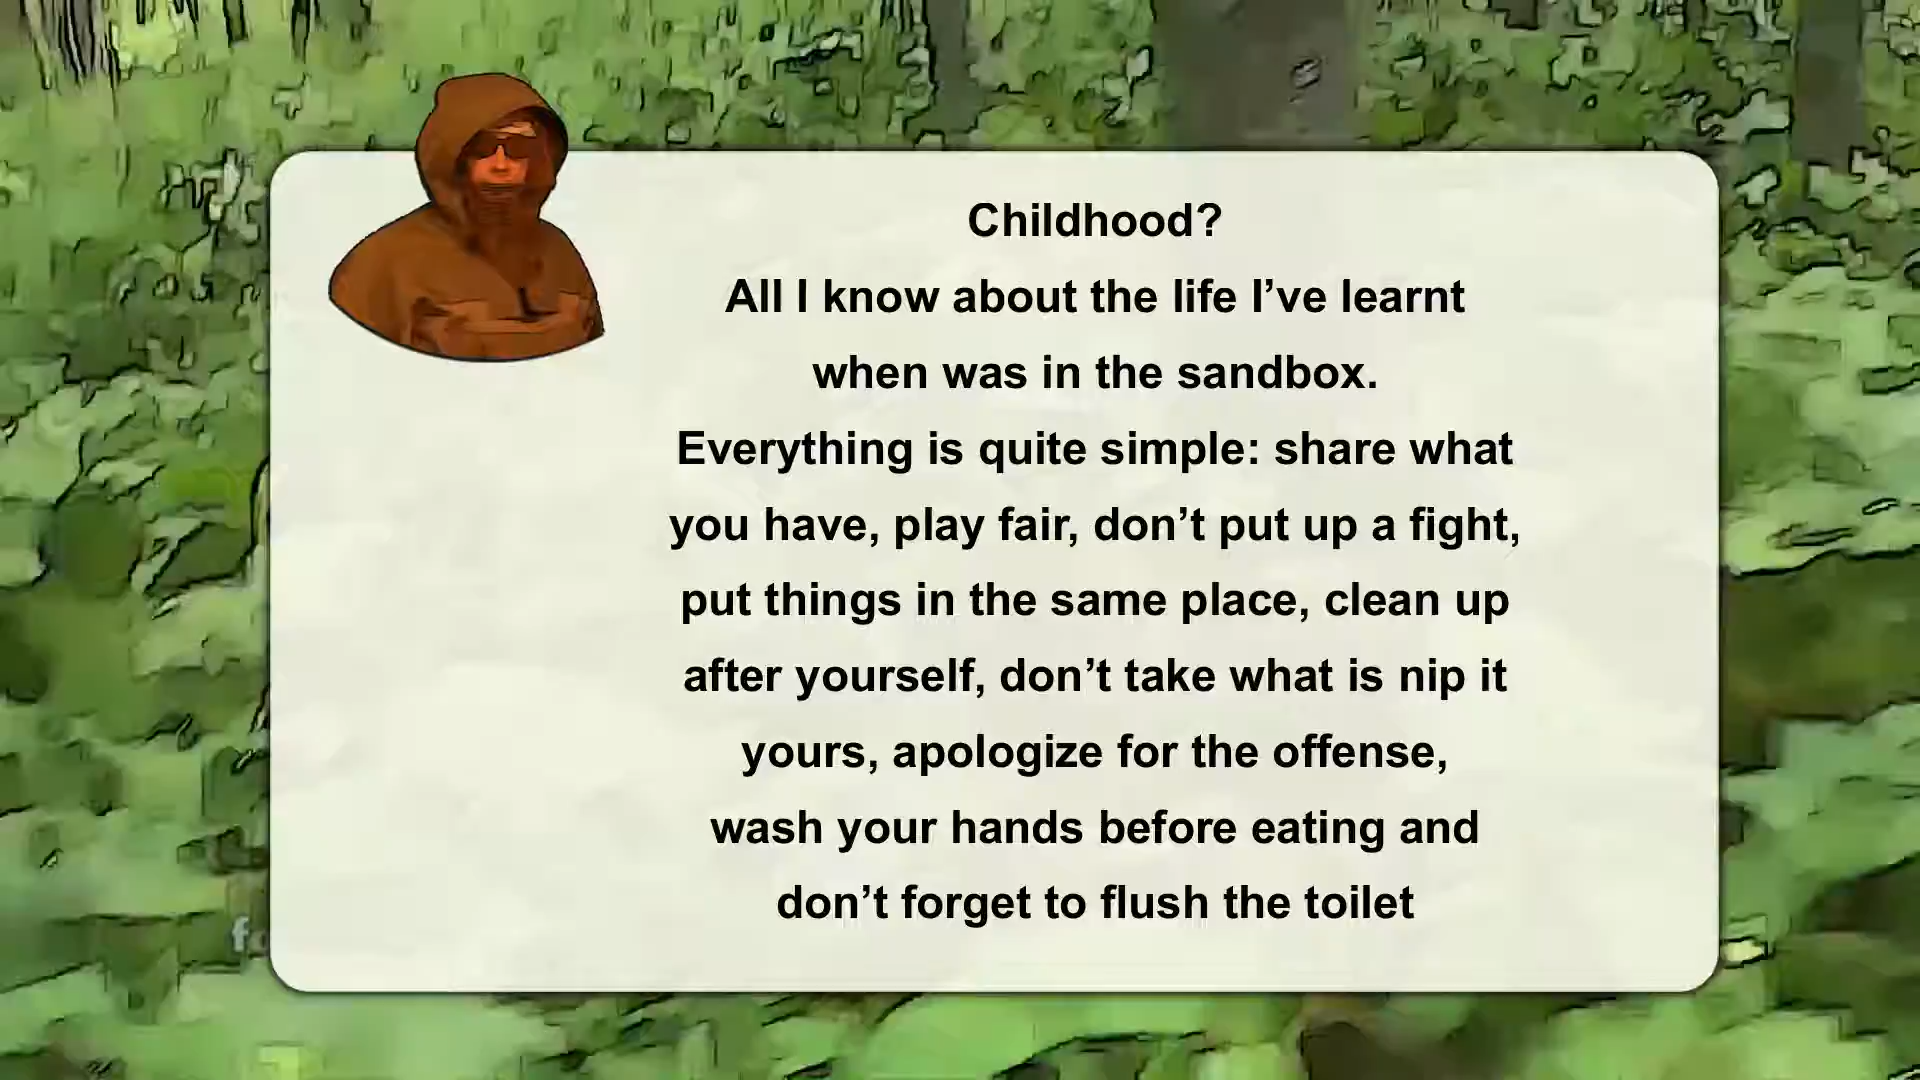 Childhood?
All I know about the life I’ve learnt
when was in the sandbox.
Everything is quite simple: share what
you have, play fair, don’t put up a fight,
put things in the same place, clean up
after yourself, don’t take what is nip it
yours, apologize for the offense,
wash your hands before eating and
don’t forget to flush the toilet